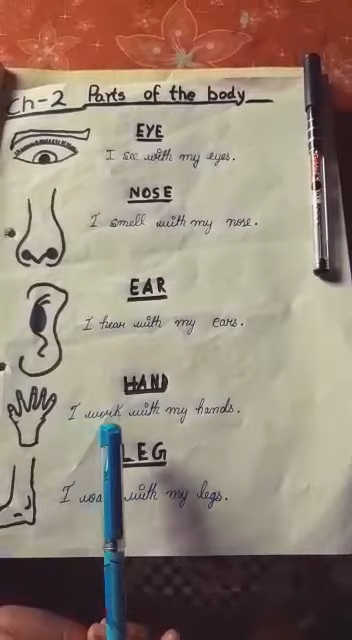 Ch-2 Parts of the body
EYE
I see with my eyes.
NOSE
I smell with my nose.
EAR
I hear with my ears.
HAND
I work with my hands.
LEG
I with my legs.